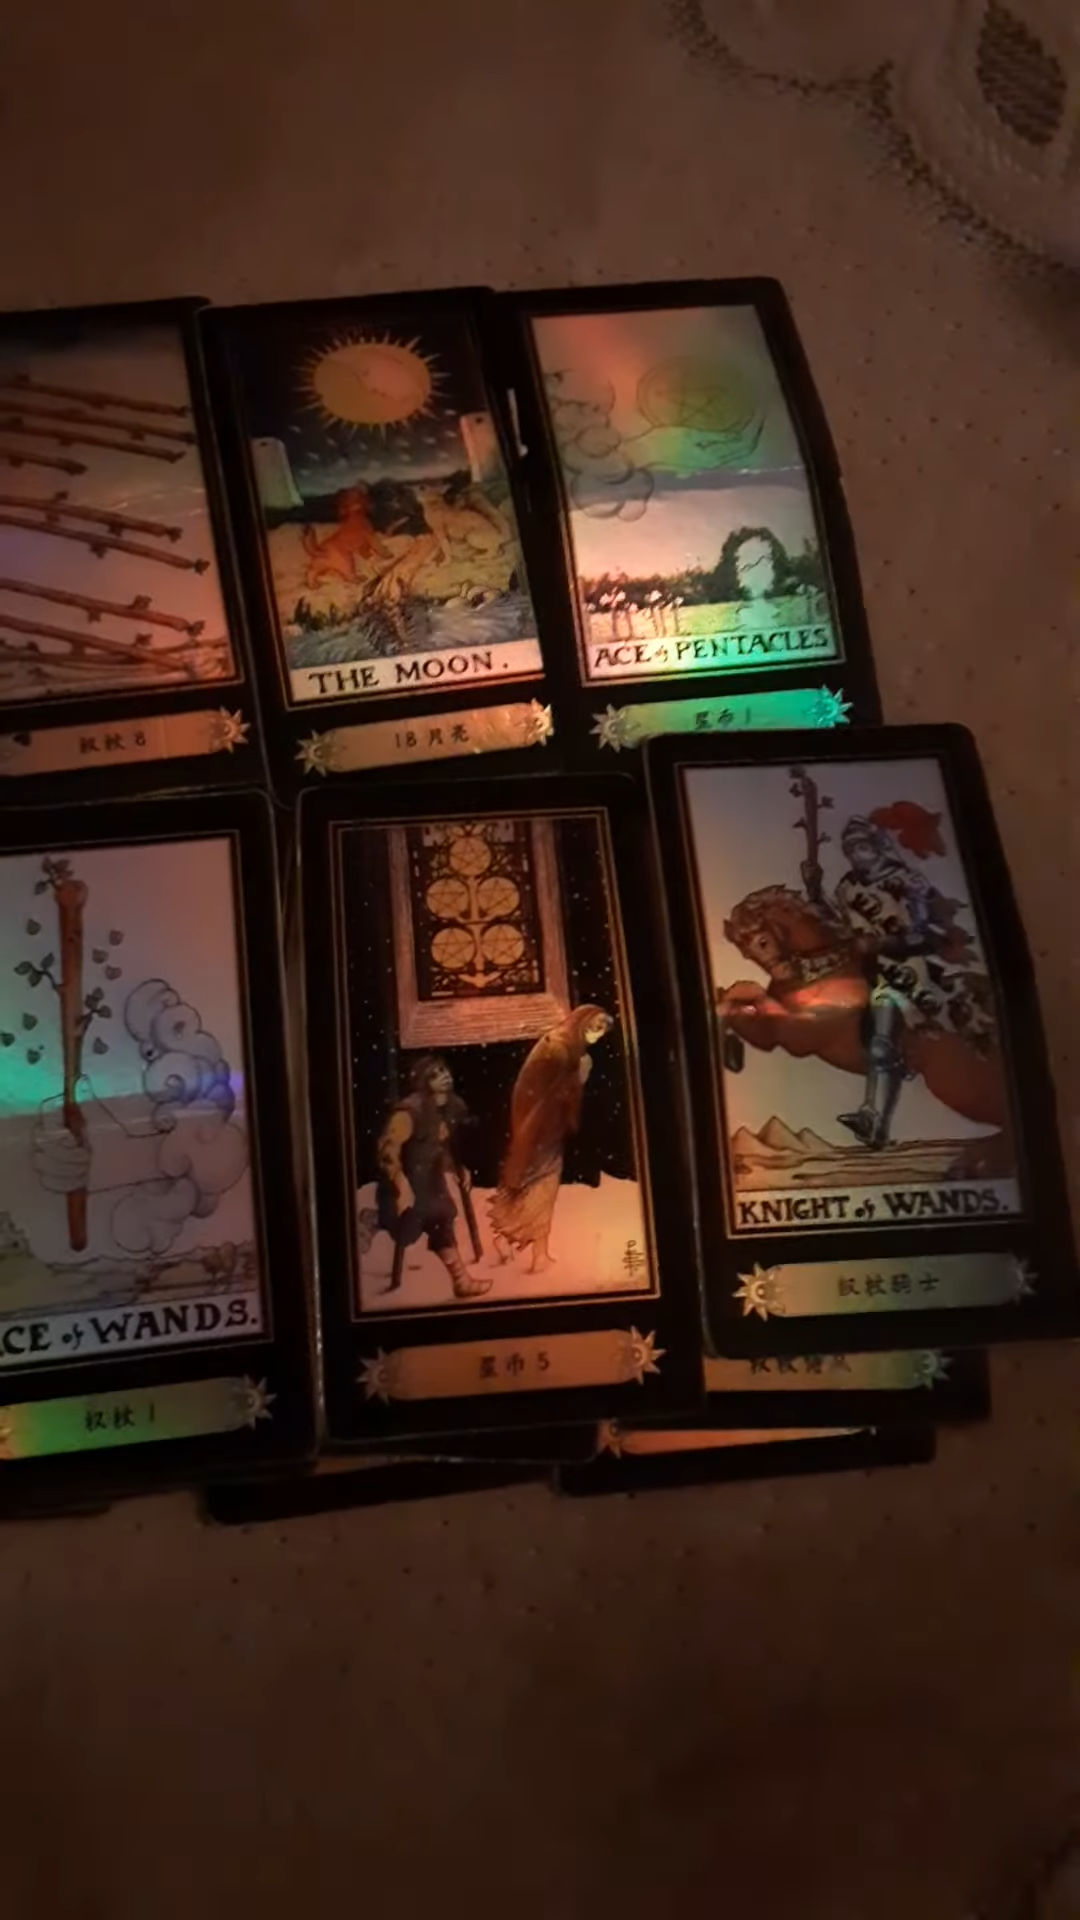 THE MOON.
ACE of PENTACLES
权杖 8
18 月亮
星币 1
KNIGHT of WANDS.
CE of WANDS.
权杖骑士
星币 5
权杖 1